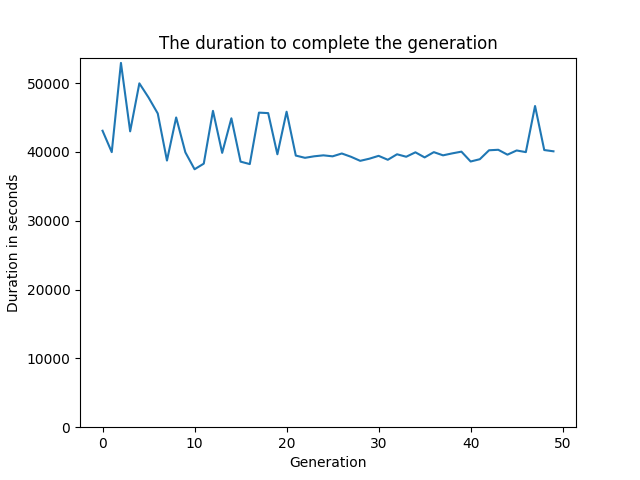 The duration to complete the generation
Duration in seconds
50000
40000
30000
20000
10000
0
0 10 20 30 40 50
Generation